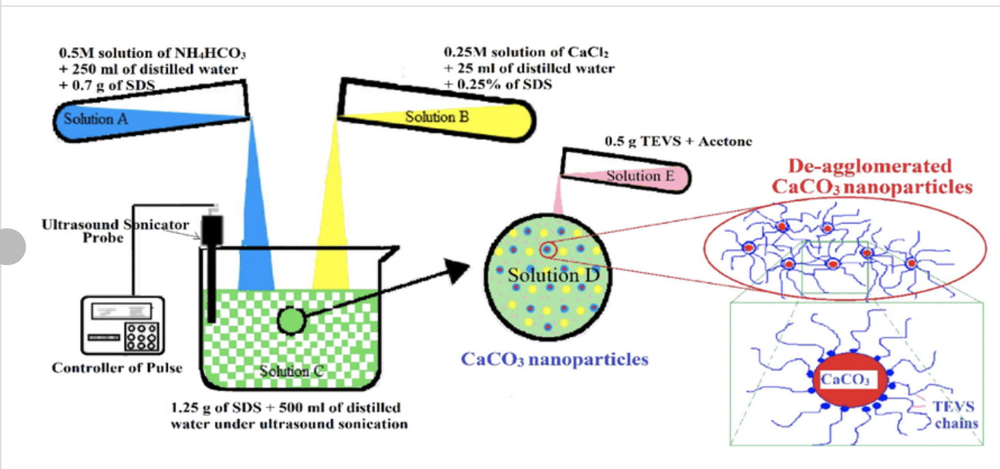 0.5M solution of NH₄HCO₃
+ 250 ml of distilled water
+ 0.7 g of SDS
Solution A
0.25M solution of CaCl₂
+ 25 ml of distilled water
+ 0.25% of SDS
Solution B
0.5 g TEVS + Acetone
Solution E
De-agglomerated
CaCO₃ nanoparticles
Ultrasound Sonicator
Probe
Solution D
CaCO₃ nanoparticles
Controller of Pulse
Solution C
1.25 g of SDS + 500 ml of distilled
water under ultrasound sonication
CaCO₃
TEVS
chains